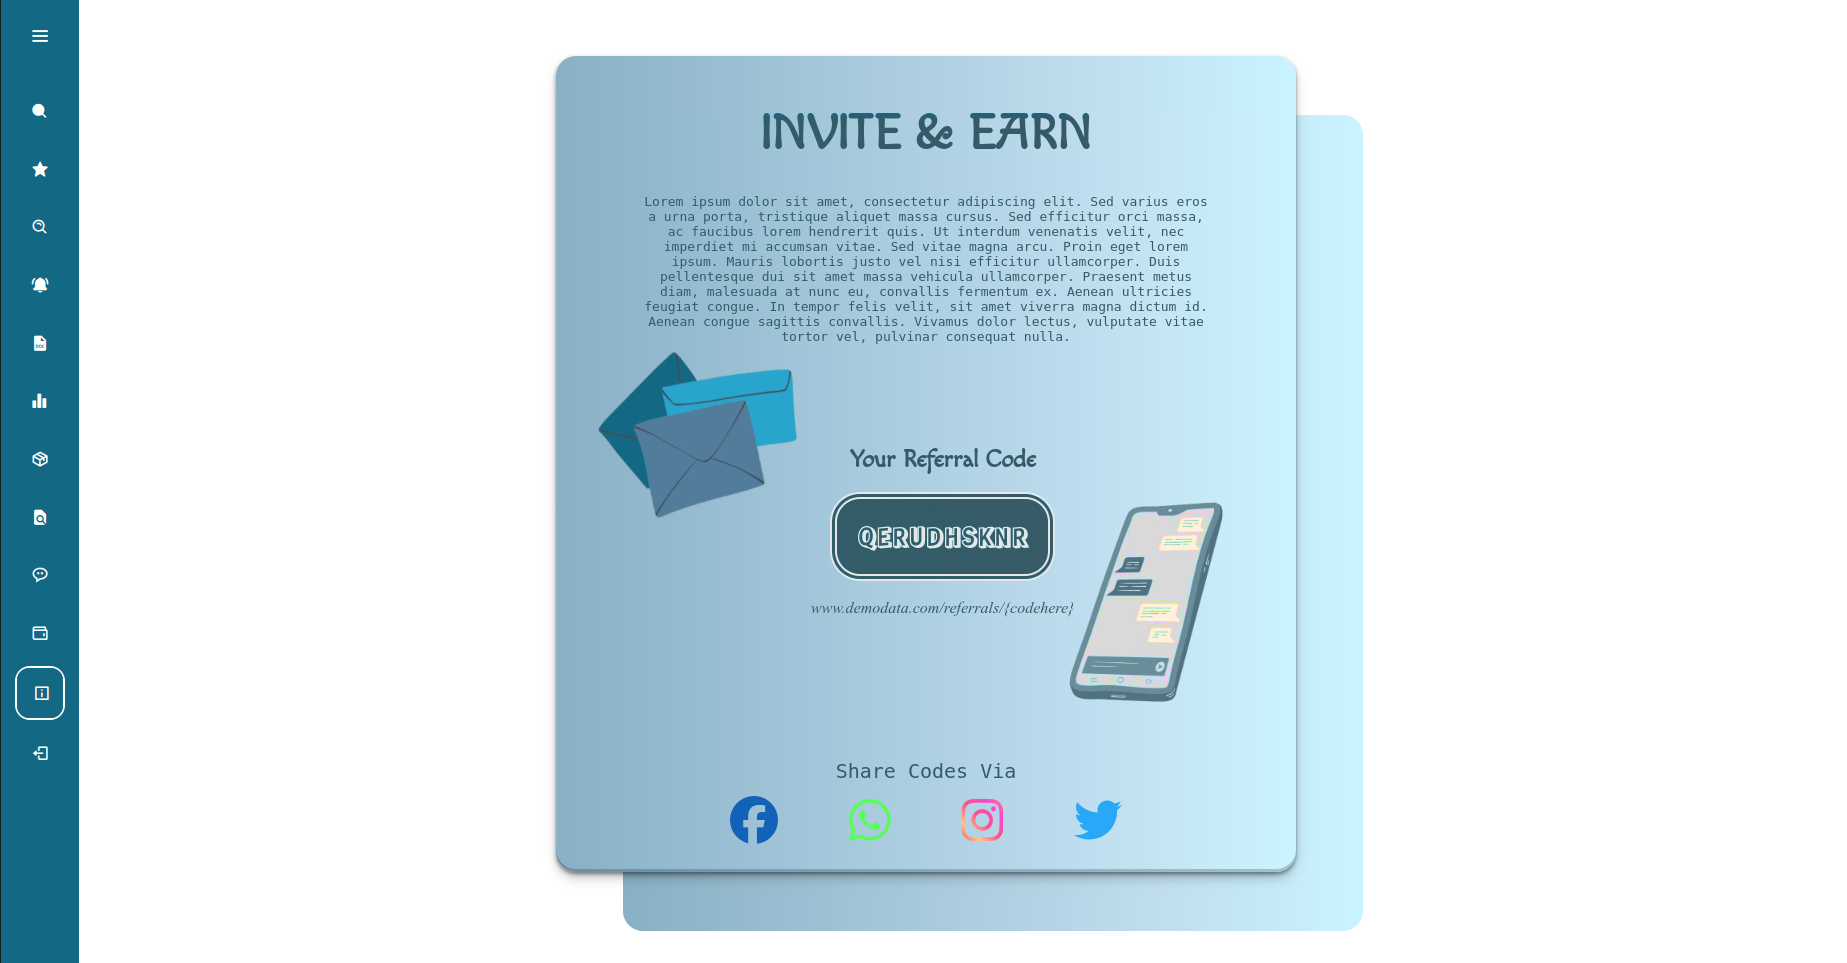 INVITE & EARN
Lorem ipsum dolor sit amet, consectetur adipiscing elit. Sed varius eros
a urna porta, tristique aliquet massa cursus. Sed efficitur orci massa,
ac faucibus lorem hendrerit quis. Ut interdum venenatis velit, nec
imperdiet mi accumsan vitae. Sed vitae magna arcu. Proin eget lorem
ipsum. Mauris lobortis justo vel nisi efficitur ullamcorper. Duis
pellentesque dui sit amet massa vehicula ullamcorper. Praesent metus
diam, malesuada at nunc eu, convallis fermentum ex. Aenean ultricies
feugiat congue. In tempor felis velit, sit amet viverra magna dictum id.
Aenean congue sagittis convallis. Vivamus dolor lectus, vulputate vitae
tortor vel, pulvinar consequat nulla.
Your Referral Code
QERUDHSKNR
www.demodata.com/referrals/{codehere}
Share Codes Via
DOC